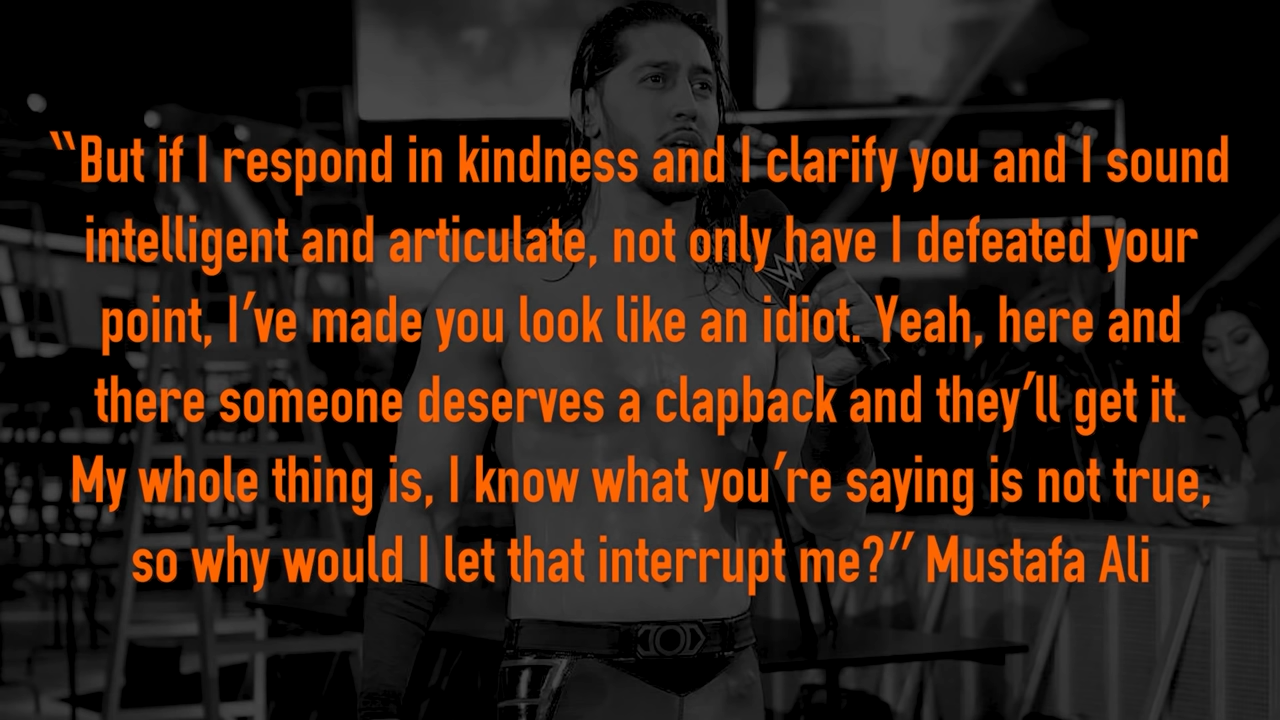 “But if I respond in kindness and I clarify you and I sound
intelligent and articulate, not only have I defeated your
point, I’ve made you look like an idiot. Yeah, here and
there someone deserves a clapback and they’ll get it.
My whole thing is, I know what you’re saying is not true,
so why would I let that interrupt me?” Mustafa Ali
W